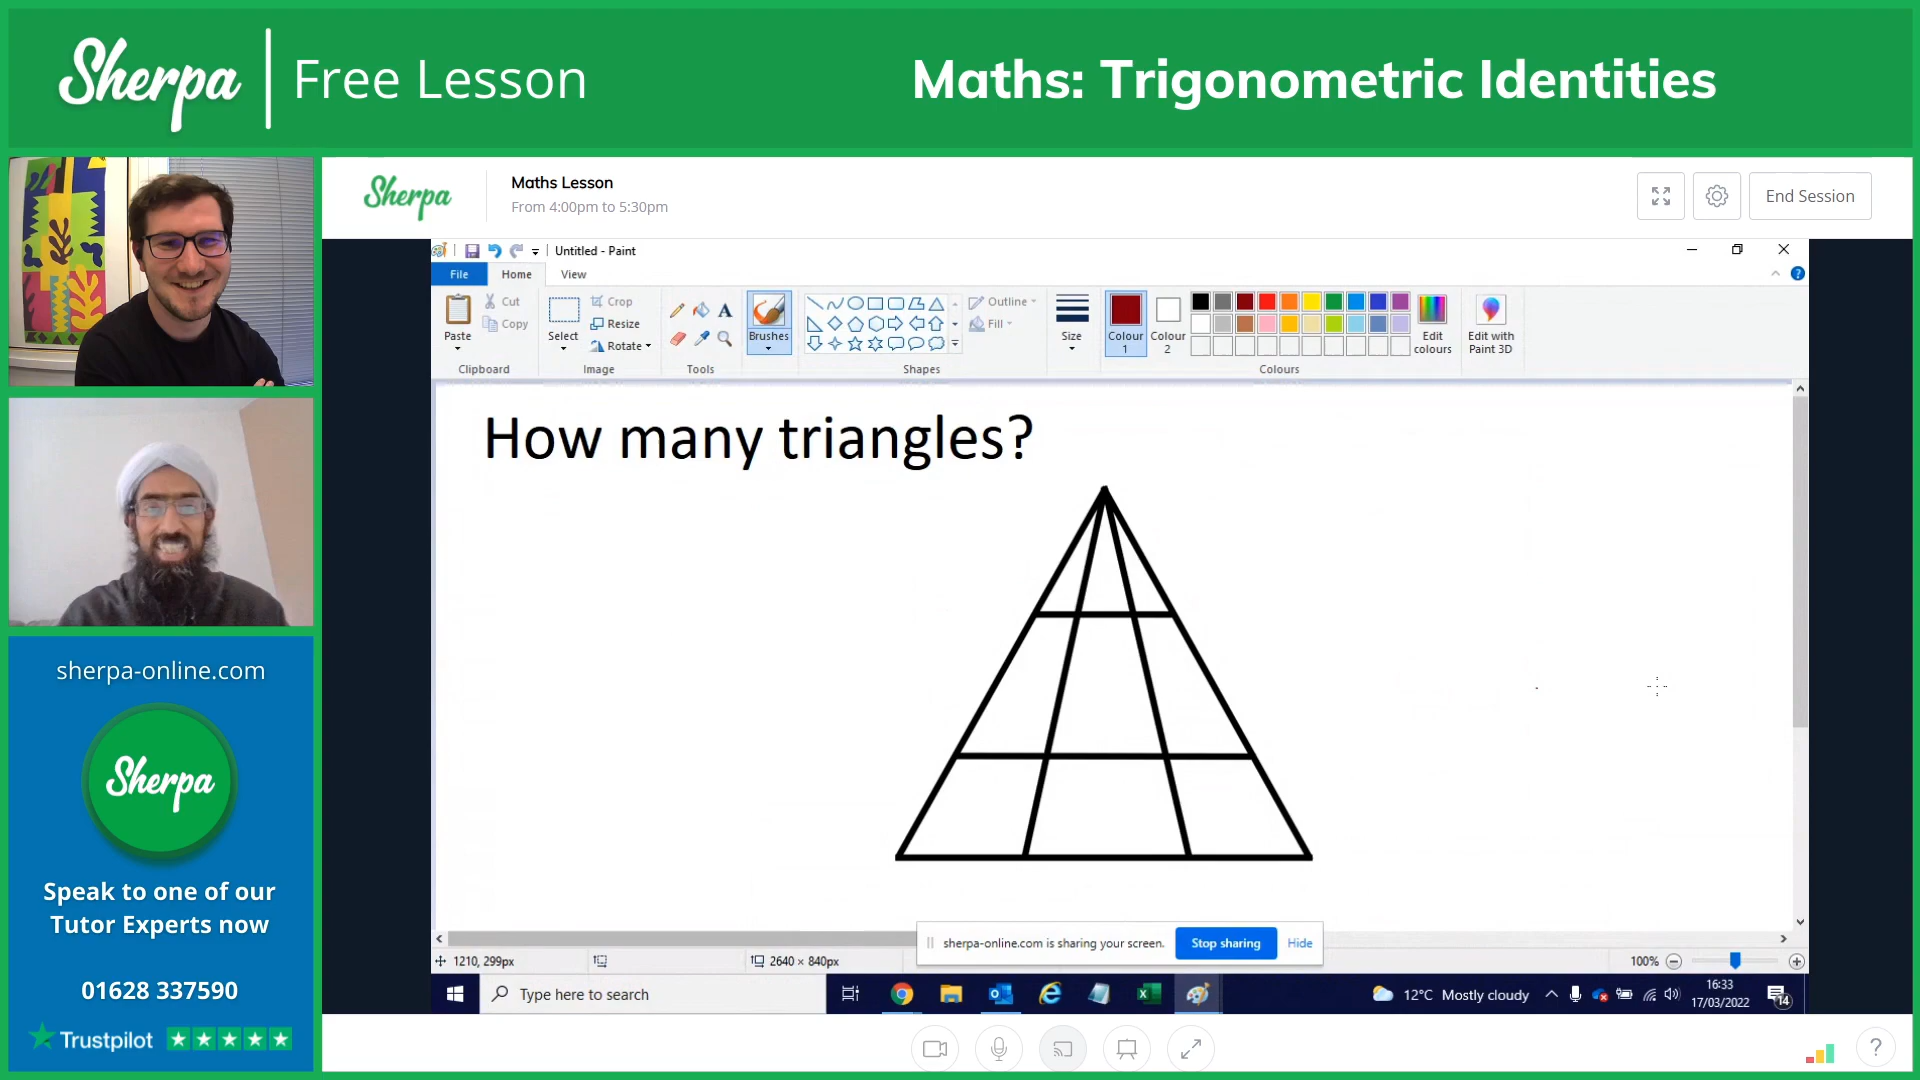 Sherpa
Free Lesson
Maths: Trigonometric Identities
Sherpa
Maths Lesson
From 4:00pm to 5:30pm
End Session
Untitled - Paint
File
Home
View
Paste
Cut
Copy
Clipboard
Select
Crop
Resize
Rotate
Image
Tools
Brushes
Shapes
Outline
Fill
Size
Colour
1
Colour
2
Edit
colours
Colours
Edit with
Paint 3D
How many triangles?
sherpa-online.com is sharing your screen.
Stop sharing
Hide
1210, 299px
2640 × 840px
100%
Type here to search
12°C Mostly cloudy
16:33
17/03/2022
14
sherpa-online.com
Sherpa
Speak to one of our
Tutor Experts now
01628 337590
Trustpilot